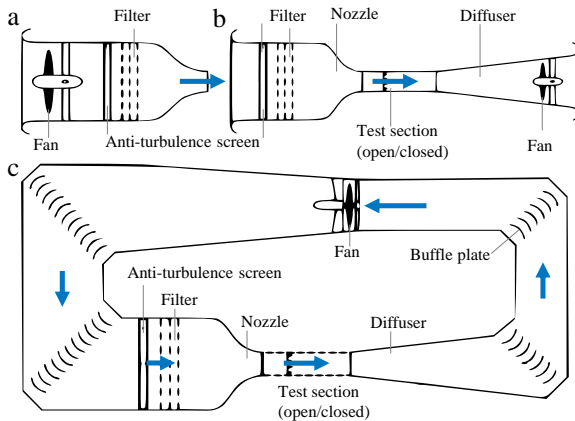 a
Filter
Fan
Anti-turbulence screen
b
Filter
Nozzle
Diffuser
Test section
(open/closed)
Fan
c
Fan
Buffle plate
Anti-turbulence screen
Filter
Nozzle
Diffuser
Test section
(open/closed)